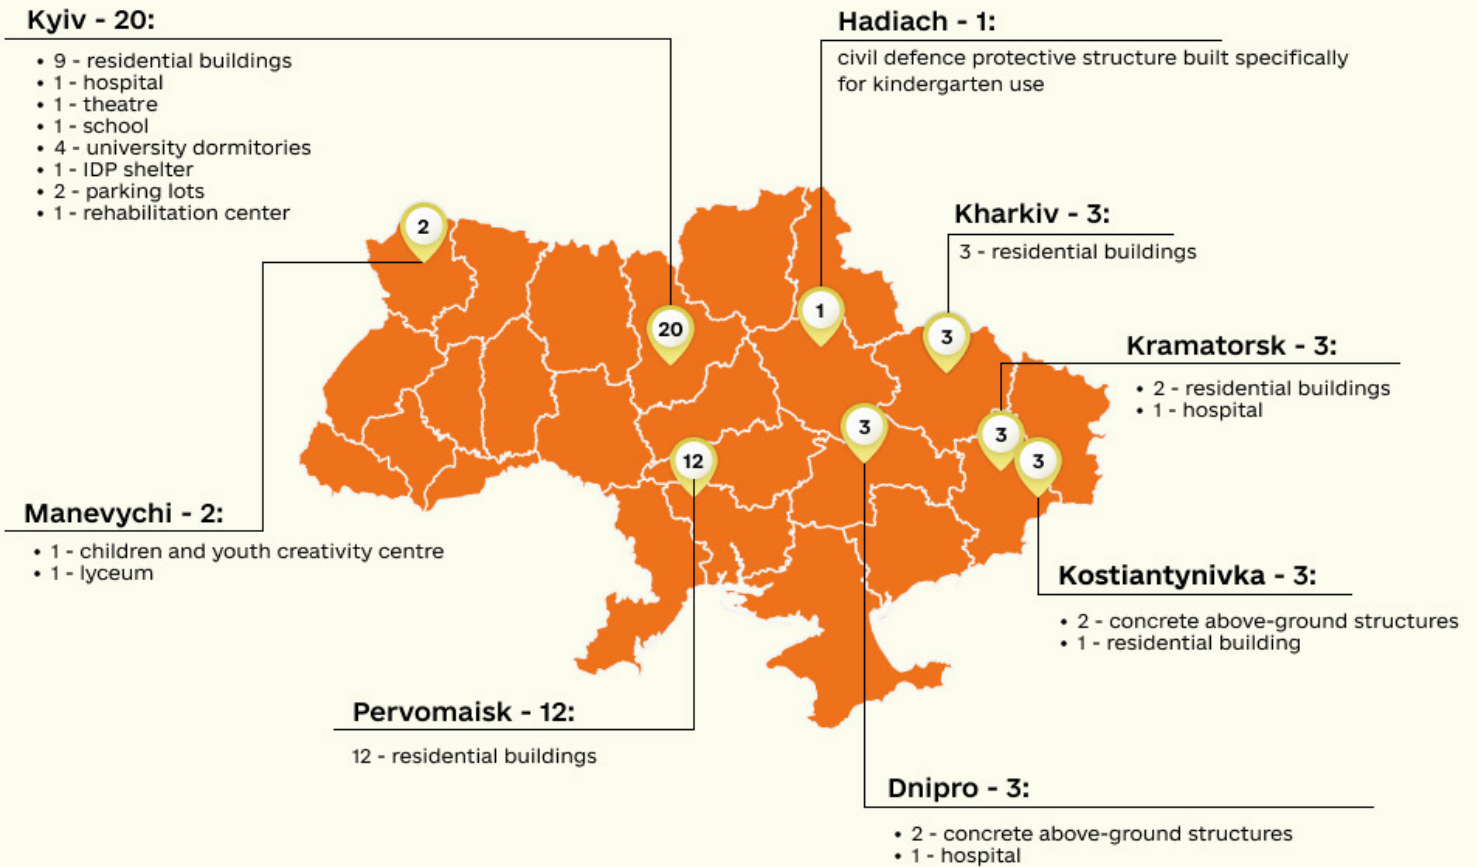 Kyiv - 20:
• 9 - residential buildings
• 1 - hospital
• 1 - theatre
• 1 - school
• 4 - university dormitories
• 1 - IDP shelter
• 2 - parking lots
• 1 - rehabilitation center
Hadiach - 1:
civil defence protective structure built specifically
for kindergarten use
Kharkiv - 3:
3 - residential buildings
Kramatorsk - 3:
• 2 - residential buildings
• 1 - hospital
2
20
1
3
3
3
3
12
Manevychi - 2:
• 1 - children and youth creativity centre
• 1 - lyceum
Kostiantynivka - 3:
• 2 - concrete above-ground structures
• 1 - residential building
Pervomaisk - 12:
12 - residential buildings
Dnipro - 3:
• 2 - concrete above-ground structures
• 1 - hospital